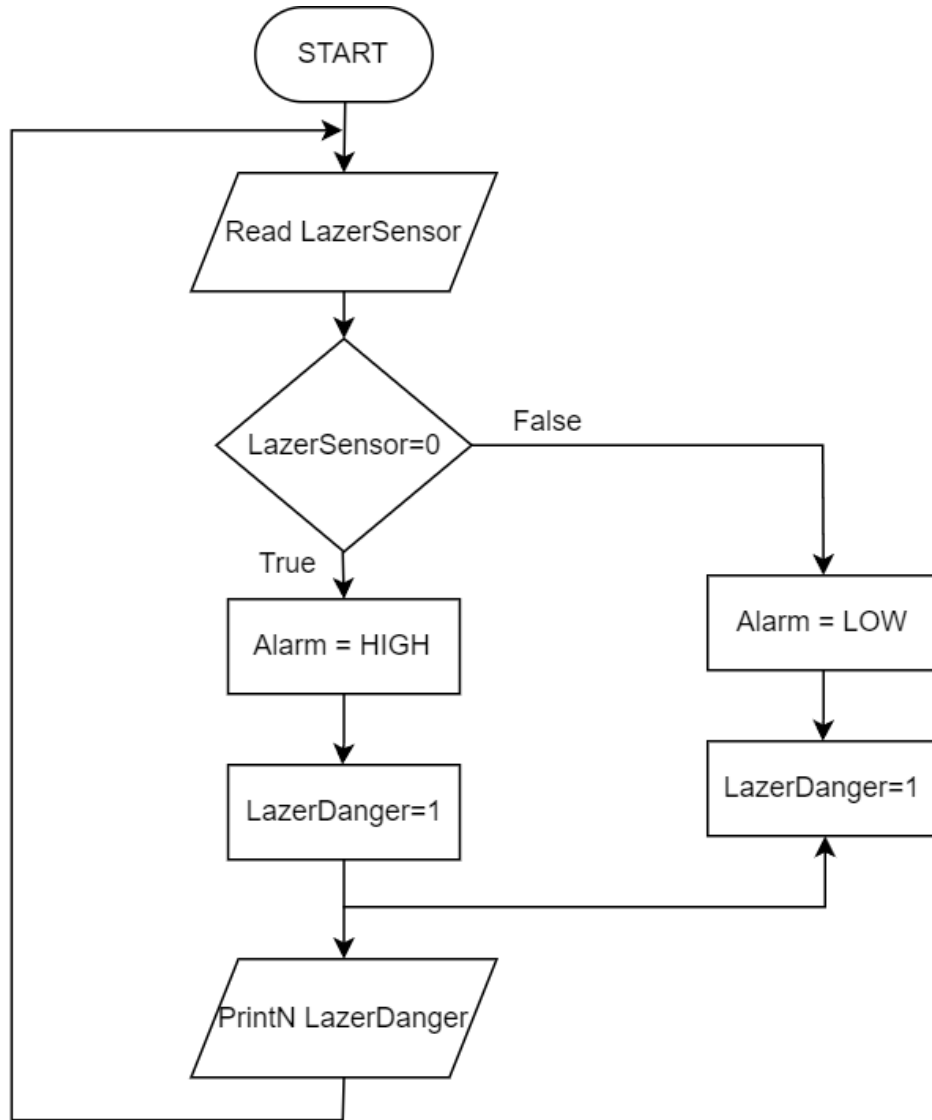 START
Read LazerSensor
LazerSensor=0
False
True
Alarm = HIGH
Alarm = LOW
LazerDanger=1
LazerDanger=1
PrintN LazerDanger